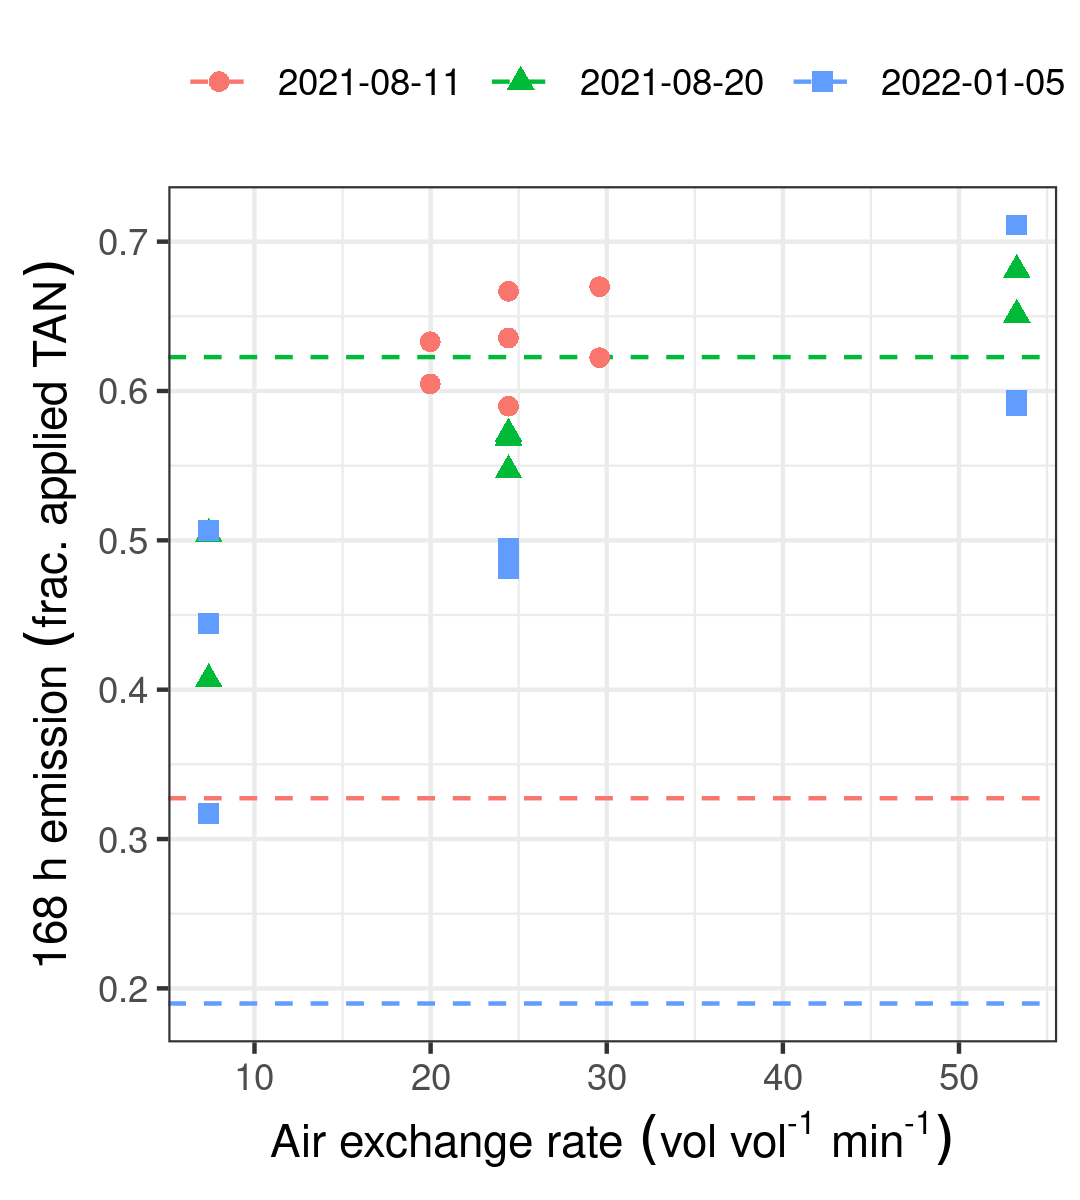 2021-08-11 2021-08-20 2022-01-05
0.7
0.6
0.5
0.4
0.3
0.2
168 h emission (frac. applied TAN)
10 20 30 40 50
Air exchange rate (vol vol⁻¹ min⁻¹)